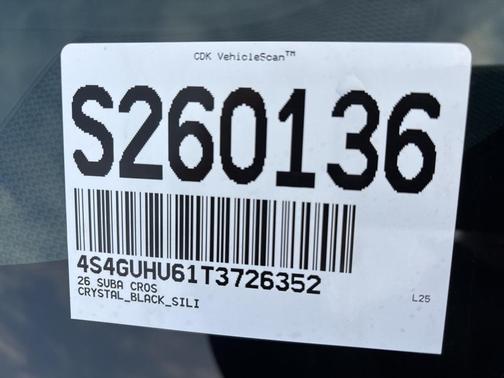 CDK VehicleScan™
S260136
4S4GUHU61T3726352
26 SUBA CROS
CRYSTAL_BLACK_SILI
L25